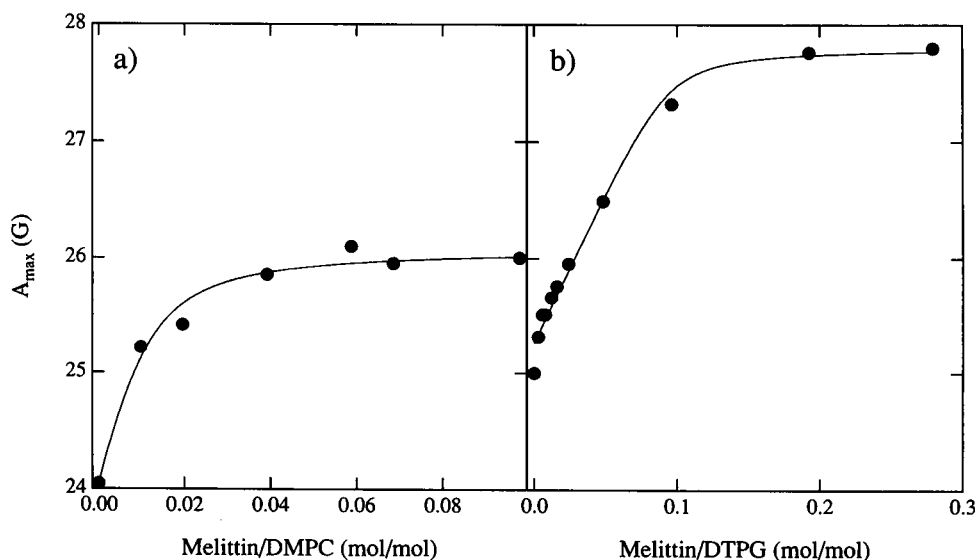 28
27
26
25
24
A_max (G)
a)
b)
0.00 0.02 0.04 0.06 0.08 0.0 0.1 0.2 0.3
Melittin/DMPC (mol/mol) Melittin/DTPG (mol/mol)